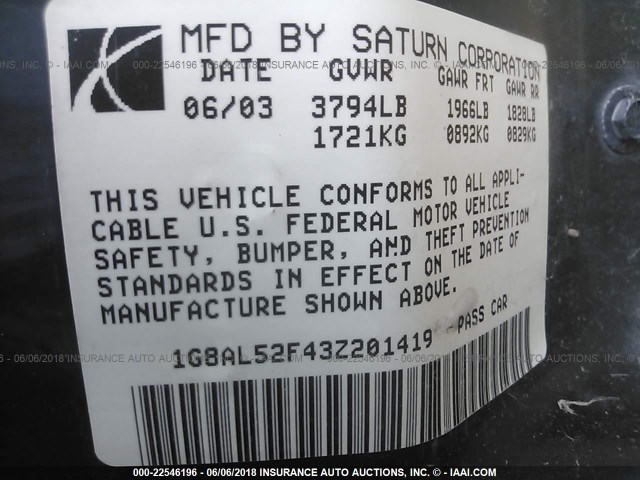 MFD BY SATURN CORPORATION
DATE GVWR GAWR FRT GAWR RR
06/03 3794LB 1966LB 1828LB
1721KG 0892KG 0829KG
THIS VEHICLE CONFORMS TO ALL APPLI-
CABLE U.S. FEDERAL MOTOR VEHICLE
SAFETY, BUMPER, AND THEFT PREVENTION
STANDARDS IN EFFECT ON THE DATE OF
MANUFACTURE SHOWN ABOVE.
1G8AL52F43Z201419 PASS CAR
000-22546196 - 06/06/2018 INSURANCE AUTO AUCTIONS, INC. - © IAAI.COM